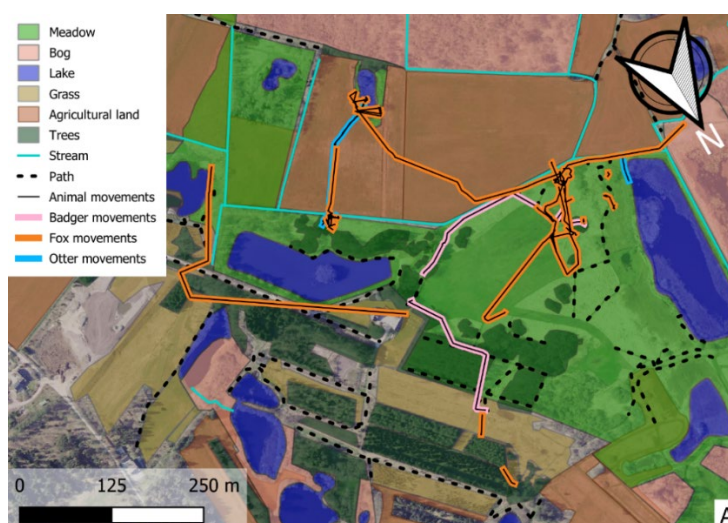 Meadow
Bog
Lake
Grass
Agricultural land
Trees
Stream
Path
Animal movements
Badger movements
Fox movements
Otter movements
N
0 125 250 m
A